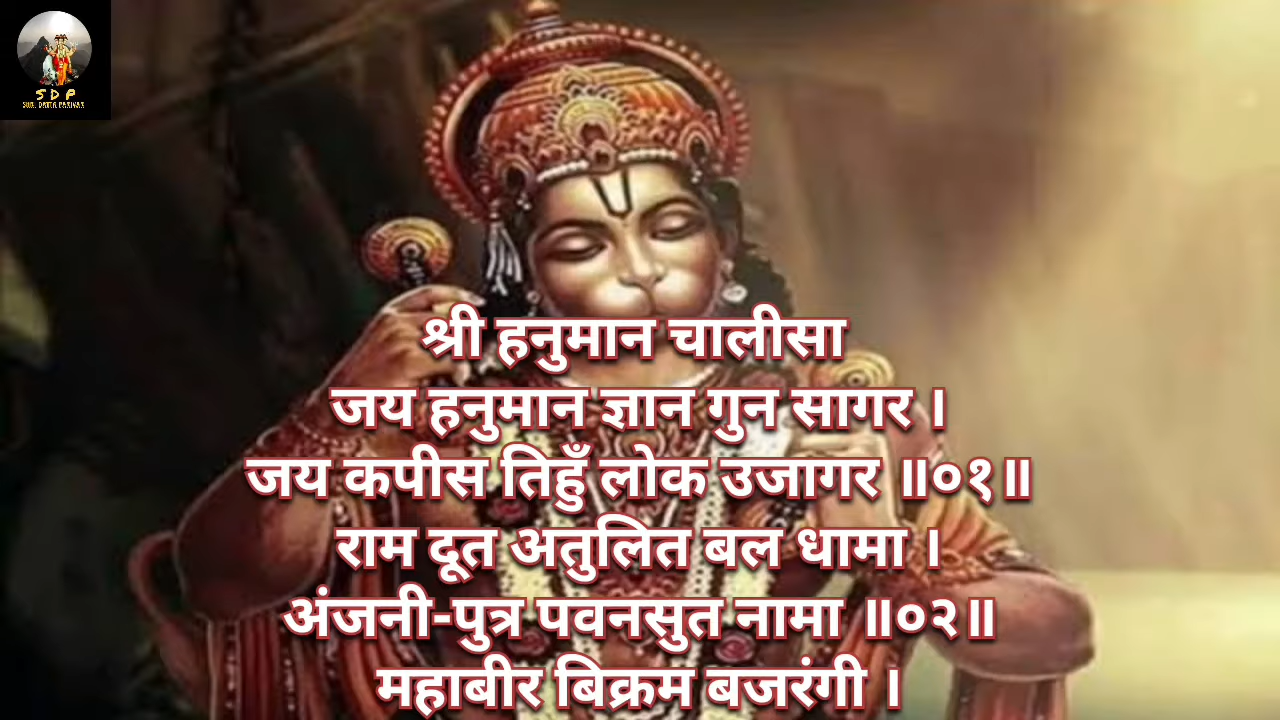 S D P
श्री हनुमान चालीसा
जय हनुमान ज्ञान गुन सागर ।
जय कपीस तिहुँ लोक उजागर ॥०१॥
राम दूत अतुलित बल धामा ।
अंजनी-पुत्र पवनसुत नामा ॥०२॥
महाबीर बिक्रम बजरंगी ।